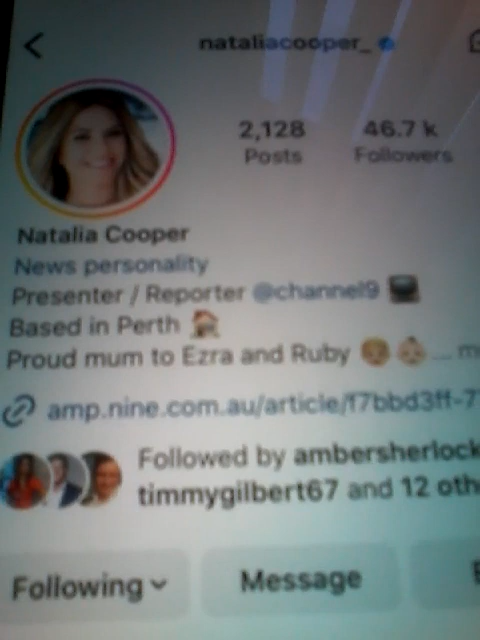 nataliacooper_
2,128 46.7 k
Posts Followers
Natalia Cooper
News personality
Presenter / Reporter @channel9
Based in Perth
Proud mum to Ezra and Ruby ... m
amp.nine.com.au/article/f7bbd3ff-7
Followed by ambersherlock
timmygilbert67 and 12 oth
Following Message